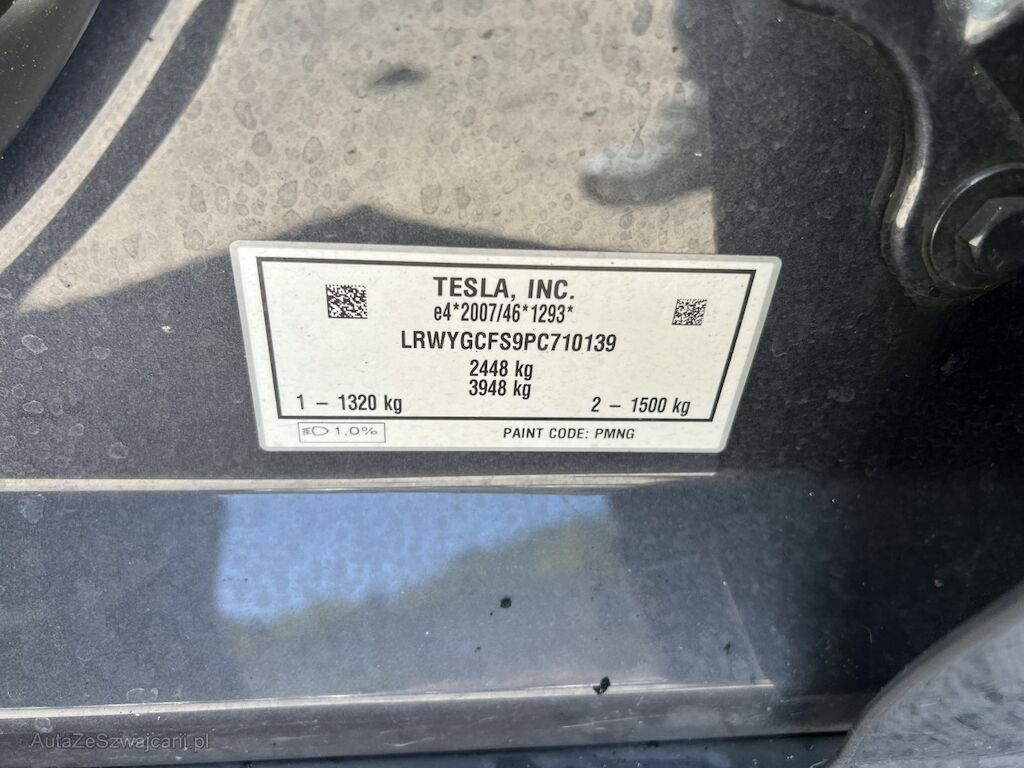 TESLA, INC.
e4*2007/46*1293*
LRWYGCFS9PC710139
2448 kg
3948 kg
1 – 1320 kg
2 – 1500 kg
1.0%
PAINT CODE: PMNG
AutaZeSzwajcarii.pl